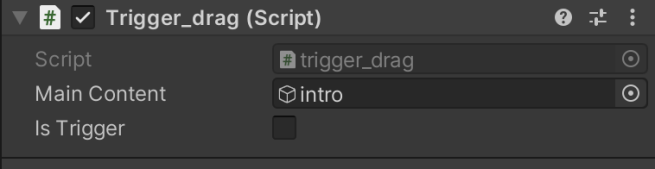 # Trigger_drag (Script)
Script # trigger_drag
Main Content intro
Is Trigger